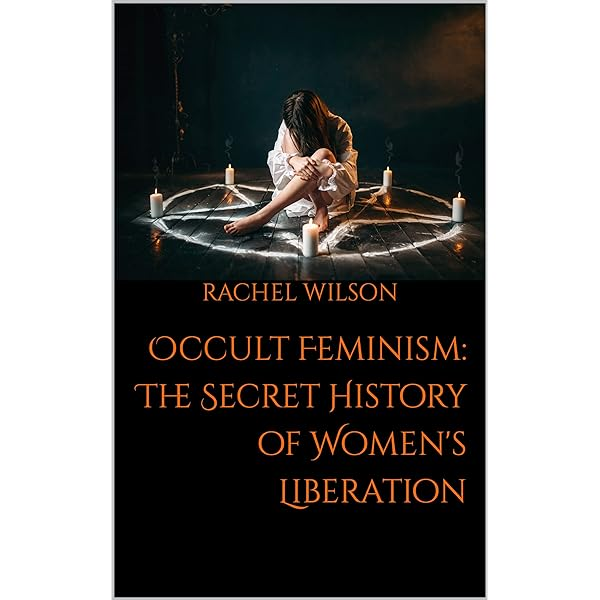 RACHEL WILSON
OCCULT FEMINISM:
THE SECRET HISTORY
OF WOMEN'S
LIBERATION